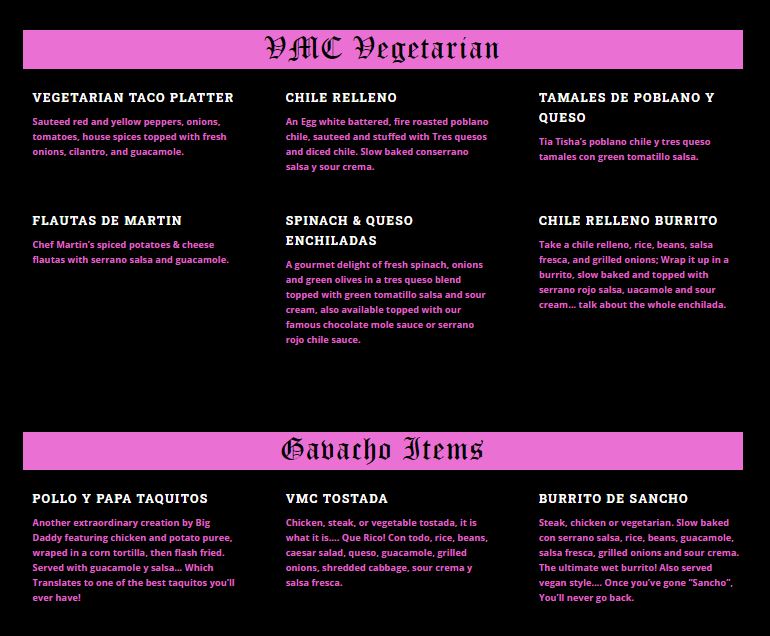 VMC Vegetarian
VEGETARIAN TACO PLATTER
Sauteed red and yellow peppers, onions,
tomatoes, house spices topped with fresh
onions, cilantro, and guacamole.
CHILE RELLENO
An Egg white battered, fire roasted poblano
chile, sauteed and stuffed with Tres quesos
and diced chile. Slow baked conserrano
salsa y sour crema.
TAMALES DE POBLANO Y
QUESO
Tia Tisha's poblano chile y tres queso
tamales con green tomatillo salsa.
FLAUTAS DE MARTIN
Chef Martin's spiced potatoes & cheese
flautas with serrano salsa and guacamole.
SPINACH & QUESO
ENCHILADAS
A gourmet delight of fresh spinach, onions
and green olives in a tres queso blend
topped with green tomatillo salsa and sour
cream, also available topped with our
famous chocolate mole sauce or serrano
rojo chile sauce.
CHILE RELLENO BURRITO
Take a chile relleno, rice, beans, salsa
fresca, and grilled onions; Wrap it up in a
burrito, slow baked and topped with
serrano rojo salsa, uacamole and sour
cream... talk about the whole enchilada.
Gavacho Items
POLLO Y PAPA TAQUITOS
Another extraordinary creation by Big
Daddy featuring chicken and potato puree,
wraped in a corn tortilla, then flash fried.
Served with guacamole y salsa... Which
Translates to one of the best taquitos you'll
ever have!
VMC TOSTADA
Chicken, steak, or vegetable tostada, it is
what it is.... Que Rico! Con todo, rice, beans,
caesar salad, queso, guacamole, grilled
onions, shredded cabbage, sour crema y
salsa fresca.
BURRITO DE SANCHO
Steak, chicken or vegetarian. Slow baked
con serrano salsa, rice, beans, guacamole,
salsa fresca, grilled onions and sour crema.
The ultimate wet burrito! Also served
vegan style.... Once you've gone "Sancho",
You'll never go back.